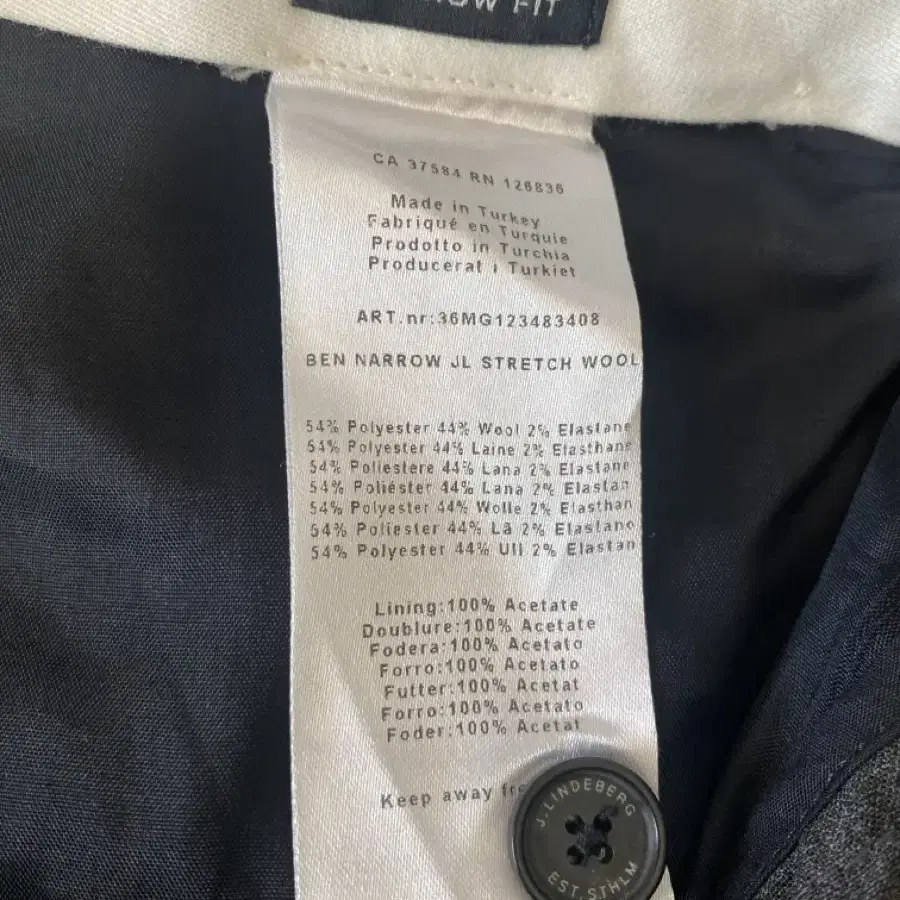 FIT
CA 37584 RN 126836
Made in Turkey
Fabriqué en Turquie
Prodotto in Turchia
Producerat i Turkiet
ART.nr:36MG123483408
BEN NARROW JL STRETCH WOOL
54% Polyester 44% Wool 2% Elastane
54% Polyester 44% Laine 2% Elasthane
54% Poliestere 44% Lana 2% Elastane
54% Poliéster 44% Lana 2% Elastan
54% Polyester 44% Wolle 2% Elasthan
54% Poliester 44% Lã 2% Elastano
54% Polyester 44% Ull 2% Elastan
Lining:100% Acetate
Doublure:100% Acetate
Fodera:100% Acetato
Forro:100% Acetato
Futter:100% Acetat
Forro:100% Acetato
Foder:100% Acetat
Keep away
J.LINDEBERG
EST.STHLM